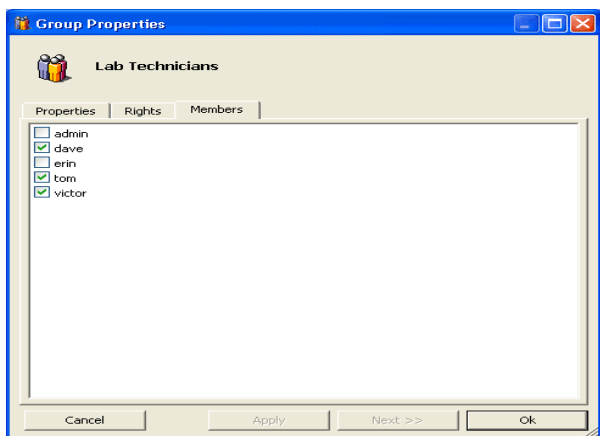 Group Properties
Lab Technicians
Properties Rights Members
admin
dave
erin
tom
victor
Cancel Apply Next >> Ok